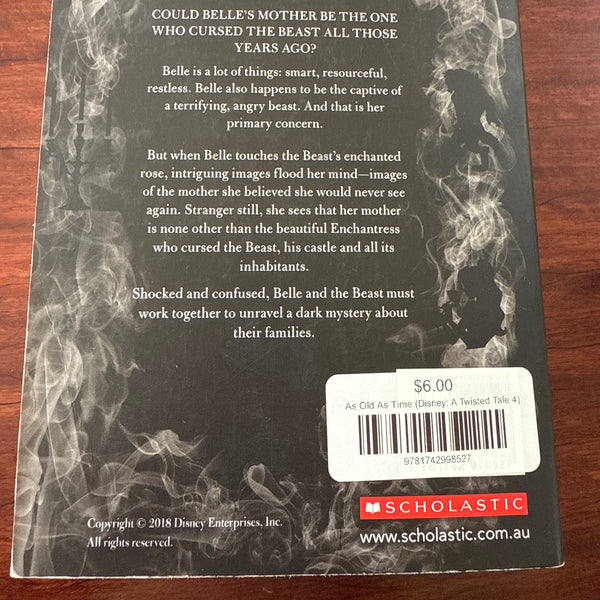 COULD BELLE'S MOTHER BE THE ONE
WHO CURSED THE BEAST ALL THOSE
YEARS AGO?
Belle is a lot of things: smart, resourceful,
restless. Belle also happens to be the captive of
a terrifying, angry beast. And that is her
primary concern.
But when Belle touches the Beast's enchanted
rose, intriguing images flood her mind—images
of the mother she believed she would never see
again. Stranger still, she sees that her mother
is none other than the beautiful Enchantress
who cursed the Beast, his castle and all its
inhabitants.
Shocked and confused, Belle and the Beast must
work together to unravel a dark mystery about
their families.
$6.00
As Old As Time (Disney: A Twisted Tale 4)
9781742998527
SCHOLASTIC
www.scholastic.com.au
Copyright © 2018 Disney Enterprises, Inc.
All rights reserved.